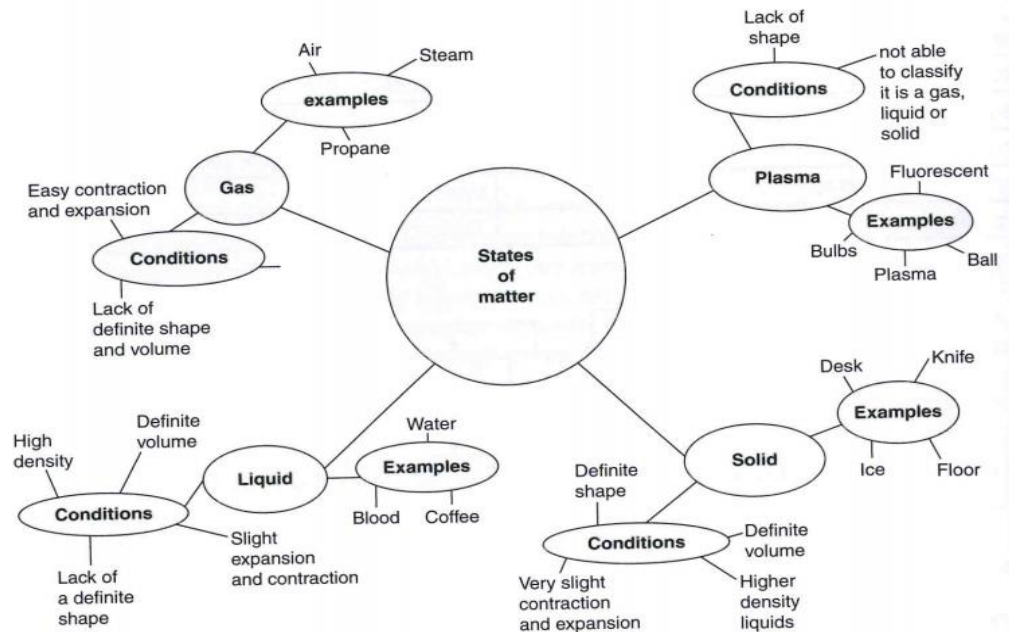 Air
Steam
examples
Propane
Gas
Easy contraction
and expansion
Conditions
Lack of
definite shape
and volume
Lack of
shape
Conditions
not able
to classify
it is a gas,
liquid or
solid
Plasma
Fluorescent
Examples
Bulbs
Plasma
Ball
States
of
matter
High
density
Definite
volume
Liquid
Conditions
Lack of
a definite
shape
Slight
expansion
and contraction
Water
Examples
Blood
Coffee
Desk
Knife
Examples
Ice
Floor
Solid
Definite
shape
Conditions
Definite
volume
Very slight
contraction
and expansion
Higher
density
liquids